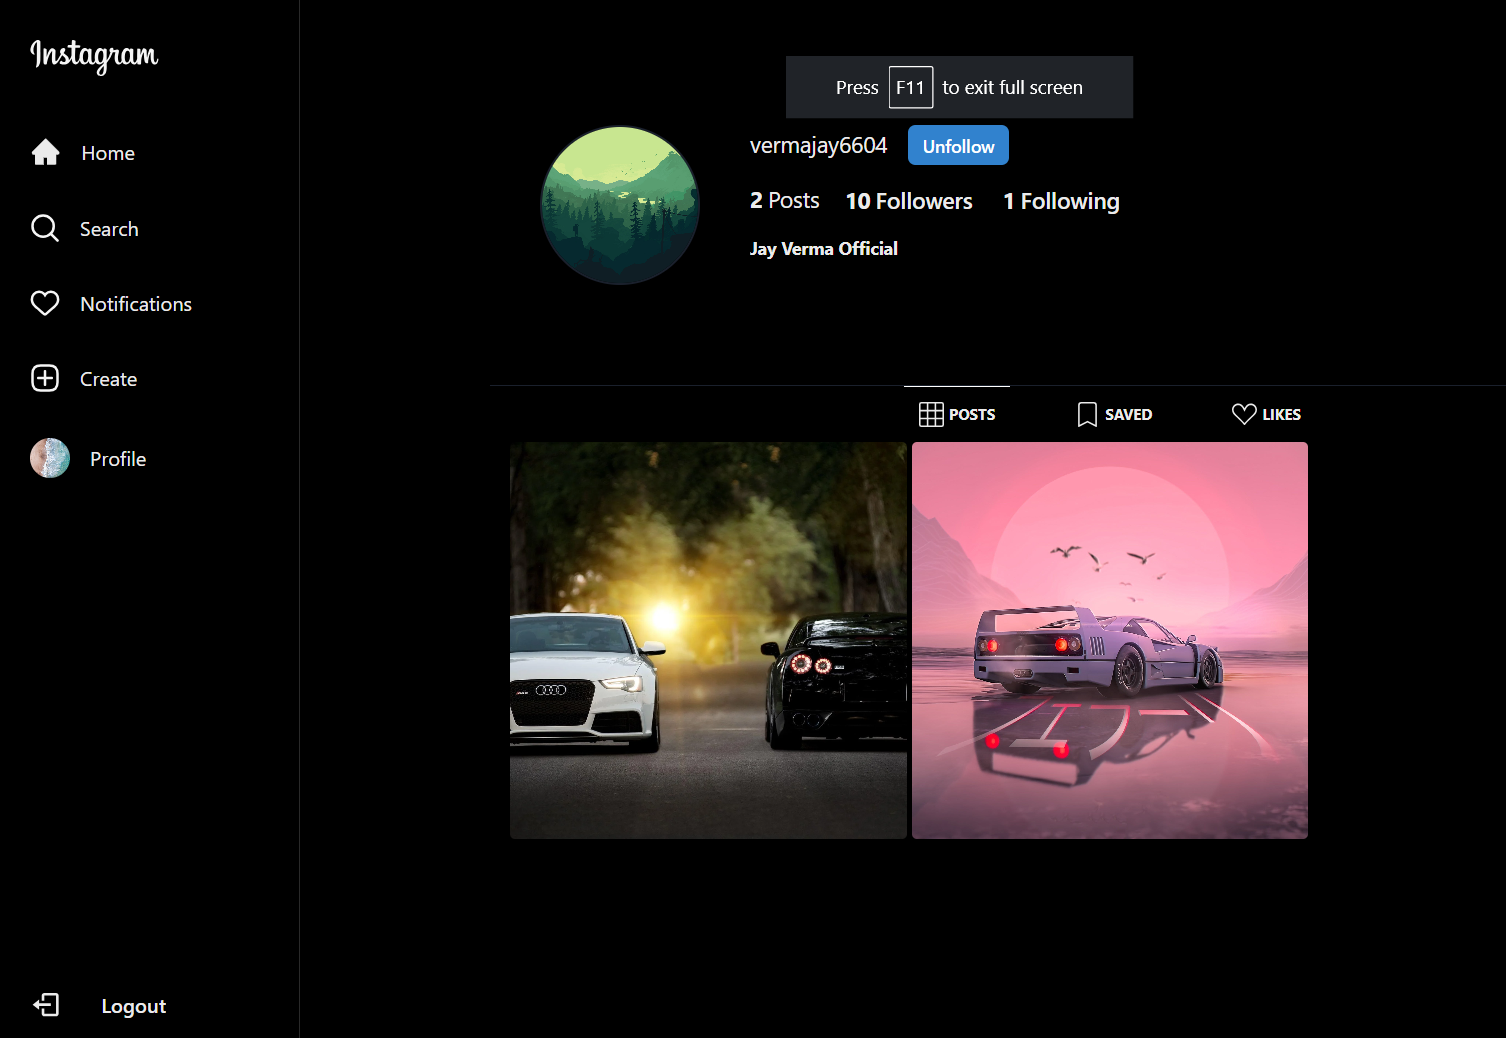 Instagram
Home
Search
Notifications
Create
Profile
Logout
Press F11 to exit full screen
vermajay6604 Unfollow
2 Posts 10 Followers 1 Following
Jay Verma Official
POSTS SAVED LIKES